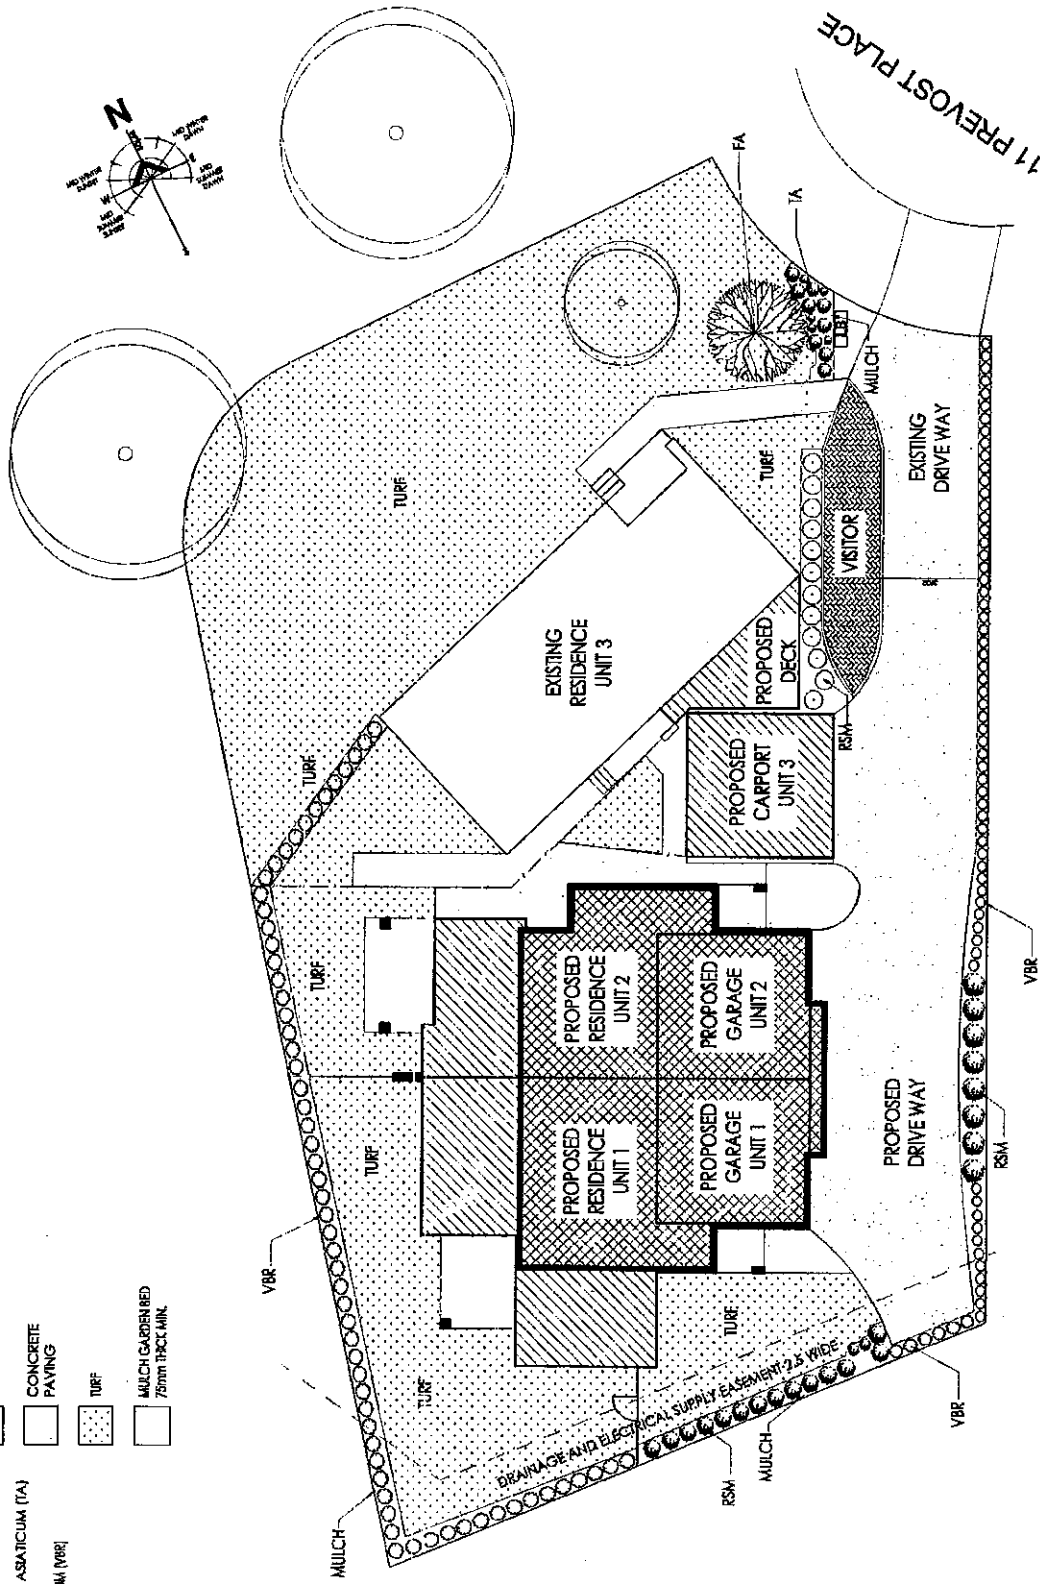 11 PREVOST PLACE
N
FA
TA
MULCH
TURF
TURF
EXISTING
DRIVE WAY
VISITOR
EXISTING
RESIDENCE
UNIT 3
PROPOSED
DECK
RSM
TURF
PROPOSED
CARPORT
UNIT 3
TURF
PROPOSED
RESIDENCE
UNIT 2
PROPOSED
GARAGE
UNIT 2
VBR
TURF
PROPOSED
RESIDENCE
UNIT 1
PROPOSED
GARAGE
UNIT 1
PROPOSED
DRIVE WAY
RSM
VBR
TURF
TURF
DRAINAGE AND ELECTRICAL SUPPLY EASEMENT 2.5 WIDE
VBR
MULCH
RSM
MULCH
CONCRETE
PAVING
TURF
MULCH GARDEN BED
75mm THICK MIN.
ASIATICUM (TA)
(VBR)